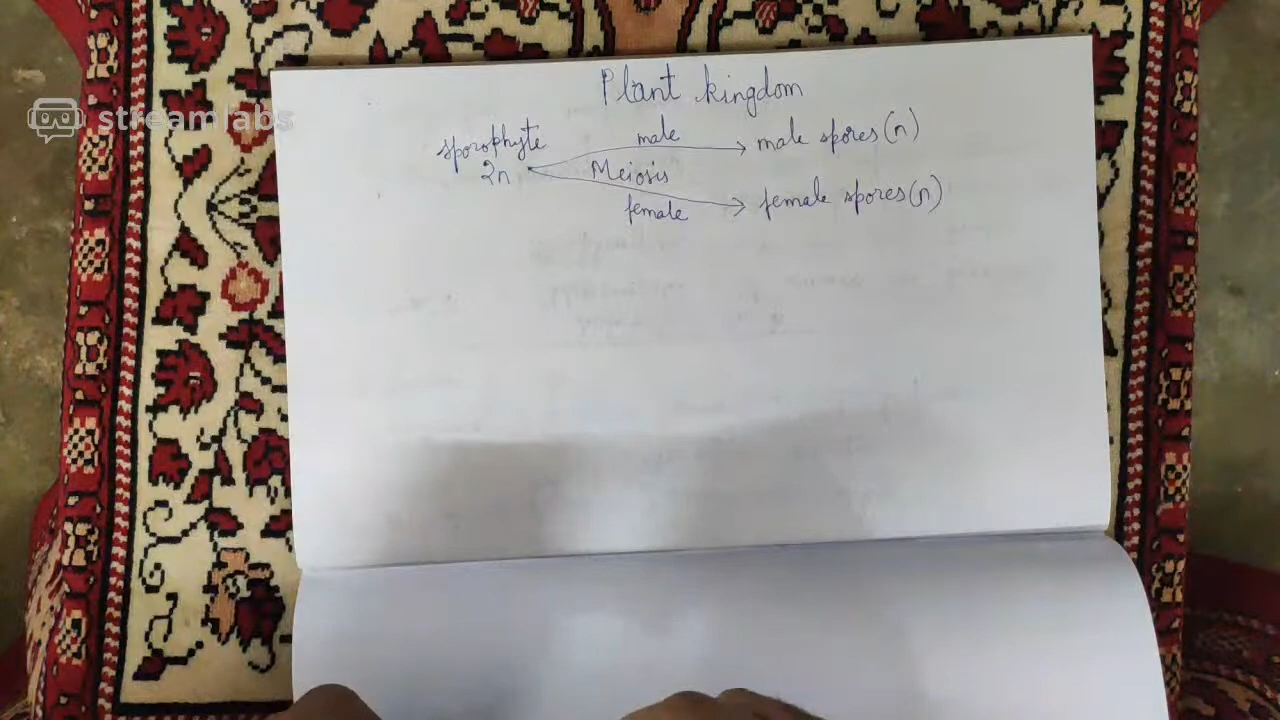 streamlabs
Plant kingdom
sporophyte male male spores (n)
2n Meiosis
female female spores (n)